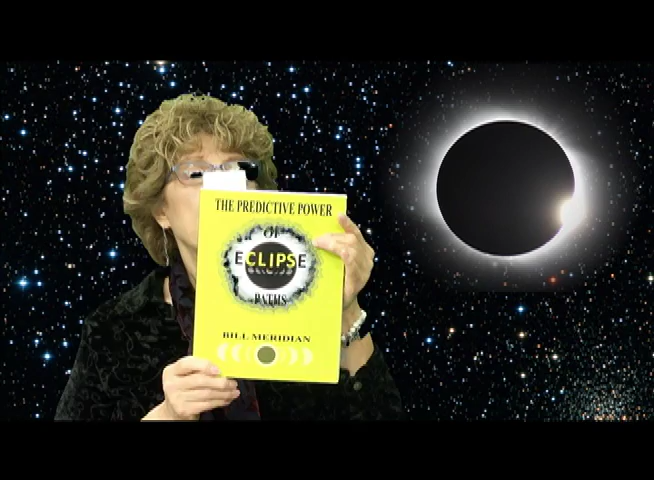 THE PREDICTIVE POWER
OF
ECLIPSE
PATHS
BILL MERIDIAN